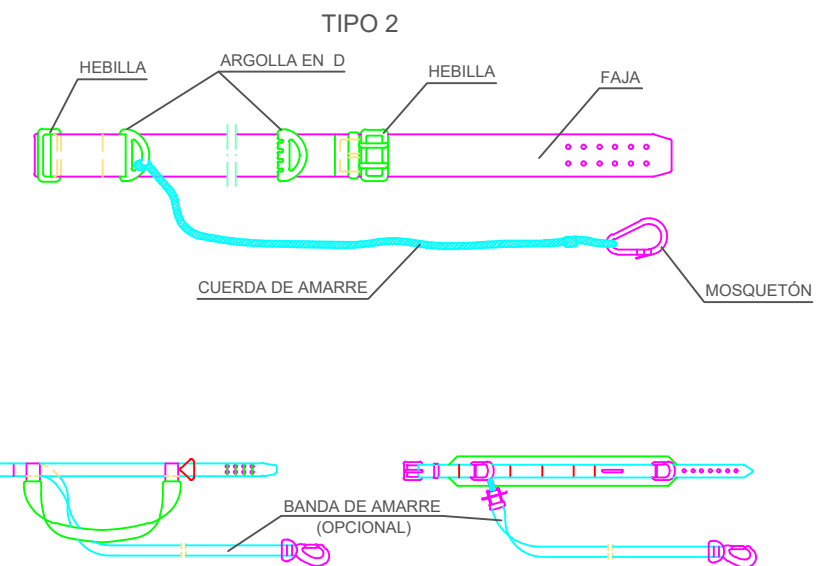 TIPO 2
HEBILLA
ARGOLLA EN D
HEBILLA
FAJA
CUERDA DE AMARRE
MOSQUETÓN
BANDA DE AMARRE
(OPCIONAL)